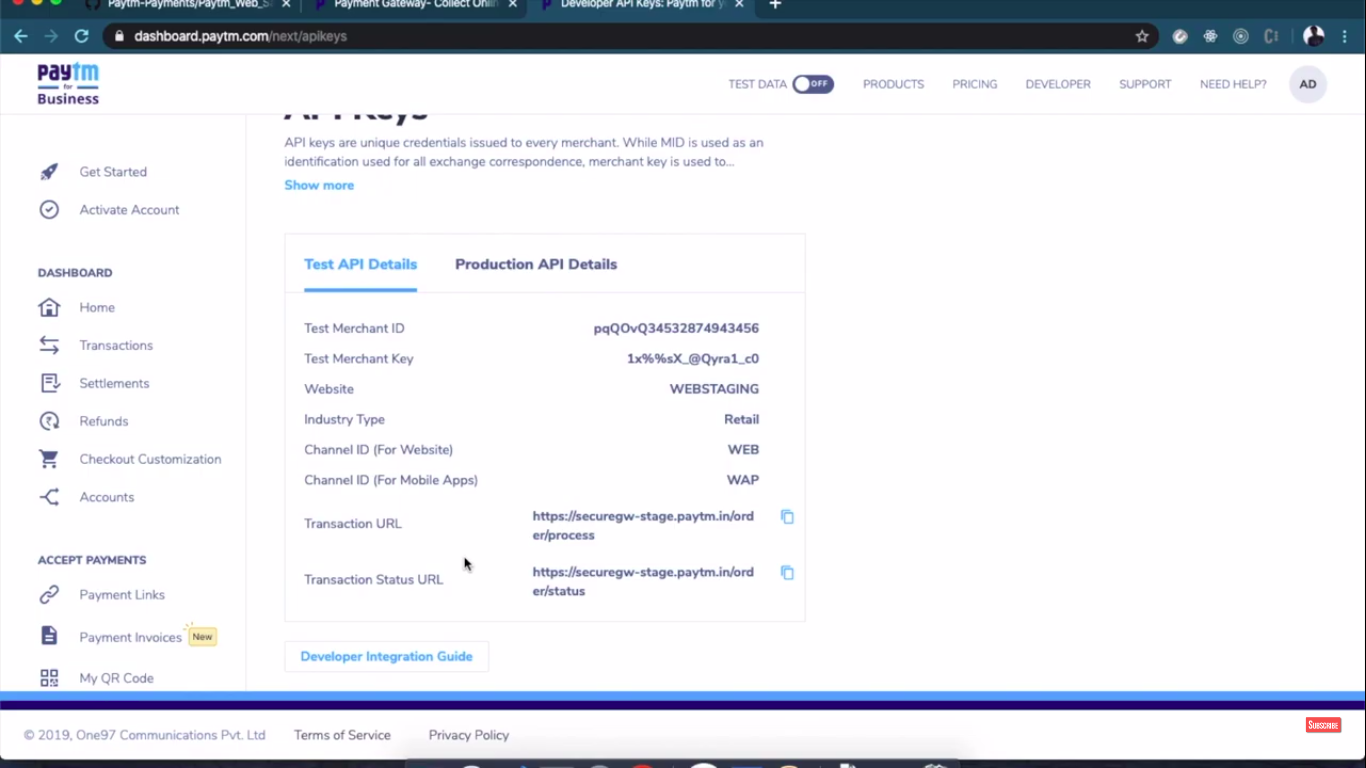 Paytm-Payments/Paytm_Web_S
Payment Gateway- Collect Onlin
Developer API Keys: Paytm for y
dashboard.paytm.com/next/apikeys
paytm
for
Business
TEST DATA OFF PRODUCTS PRICING DEVELOPER SUPPORT NEED HELP? AD
API Keys
API keys are unique credentials issued to every merchant. While MID is used as an
identification used for all exchange correspondence, merchant key is used to...
Show more
Get Started
Activate Account
DASHBOARD
Home
Transactions
Settlements
Refunds
Checkout Customization
Accounts
ACCEPT PAYMENTS
Payment Links
Payment Invoices New
My QR Code
Test API Details Production API Details
Test Merchant ID pqQOvQ34532874943456
Test Merchant Key 1x%%sX_@Qyra1_c0
Website WEBSTAGING
Industry Type Retail
Channel ID (For Website) WEB
Channel ID (For Mobile Apps) WAP
Transaction URL https://securegw-stage.paytm.in/ord
er/process
Transaction Status URL https://securegw-stage.paytm.in/ord
er/status
Developer Integration Guide
© 2019, One97 Communications Pvt. Ltd Terms of Service Privacy Policy
SUBSCRIBE